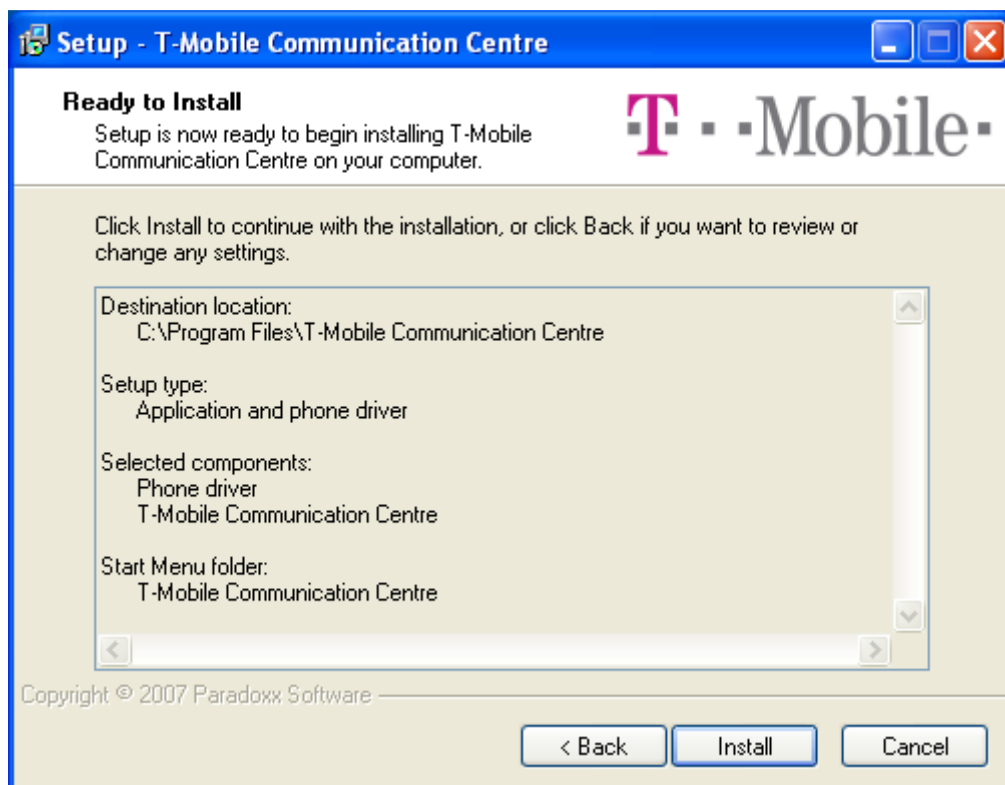 Setup - T-Mobile Communication Centre
Ready to Install
Setup is now ready to begin installing T-Mobile
Communication Centre on your computer.
T · · ·Mobile·
Click Install to continue with the installation, or click Back if you want to review or
change any settings.
Destination location:
C:\Program Files\T-Mobile Communication Centre
Setup type:
Application and phone driver
Selected components:
Phone driver
T-Mobile Communication Centre
Start Menu folder:
T-Mobile Communication Centre
Copyright © 2007 Paradoxx Software
< Back
Install
Cancel